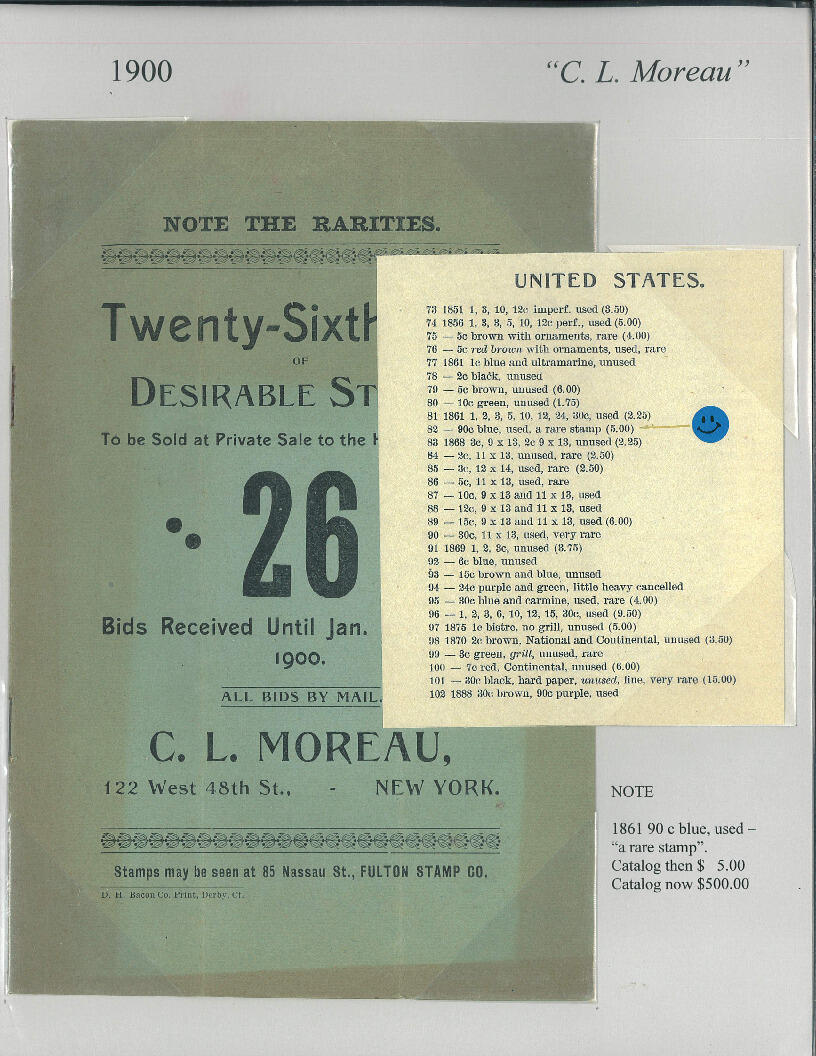 1900
"C. L. Moreau"
NOTE THE RARITIES.
Twenty-Sixth
OF
DESIRABLE ST
To be Sold at Private Sale to the H
26
Bids Received Until Jan.
1900.
ALL BIDS BY MAIL.
C. L. MOREAU,
122 West 48th St., - NEW YORK.
Stamps may be seen at 85 Nassau St., FULTON STAMP CO.
D. H. Bacon Co. Print, Derby, Ct.
UNITED STATES.
73 1851 1, 3, 10, 12c imperf. used (3.50)
74 1856 1, 3, 3, 5, 10, 12c perf., used (5.00)
75 — 5c brown with ornaments, rare (4.00)
76 — 5c red brown with ornaments, used, rare
77 1861 1c blue and ultramarine, unused
78 — 2c black, unused
79 — 5c brown, unused (6.00)
80 — 10c green, unused (1.75)
81 1861 1, 2, 3, 5, 10, 12, 24, 30c, used (2.25)
82 — 90c blue, used, a rare stamp (5.00)
83 1868 3c, 9 x 13, 2c 9 x 13, unused (2.25)
84 — 2c, 11 x 13, unused, rare (2.50)
85 — 3c, 12 x 14, used, rare (2.50)
86 — 5c, 11 x 13, used, rare
87 — 10c, 9 x 13 and 11 x 13, used
88 — 12c, 9 x 13 and 11 x 13, used
89 — 15c, 9 x 13 and 11 x 13, used (6.00)
90 — 30c, 11 x 13, used, very rare
91 1869 1, 2, 3c, unused (3.75)
92 — 6c blue, unused
93 — 15c brown and blue, unused
94 — 24c purple and green, little heavy cancelled
95 — 30c blue and carmine, used, rare (4.00)
96 — 1, 2, 3, 6, 10, 12, 15, 30c, used (9.50)
97 1875 1c bistro, no grill, unused (5.00)
98 1870 2c brown, National and Continental, unused (3.50)
99 — 3c green, grill, unused, rare
100 — 7c red, Continental, unused (6.00)
101 — 30c black, hard paper, unused, fine, very rare (15.00)
102 1888 30c brown, 90c purple, used
NOTE
1861 90 c blue, used –
"a rare stamp".
Catalog then $ 5.00
Catalog now $500.00